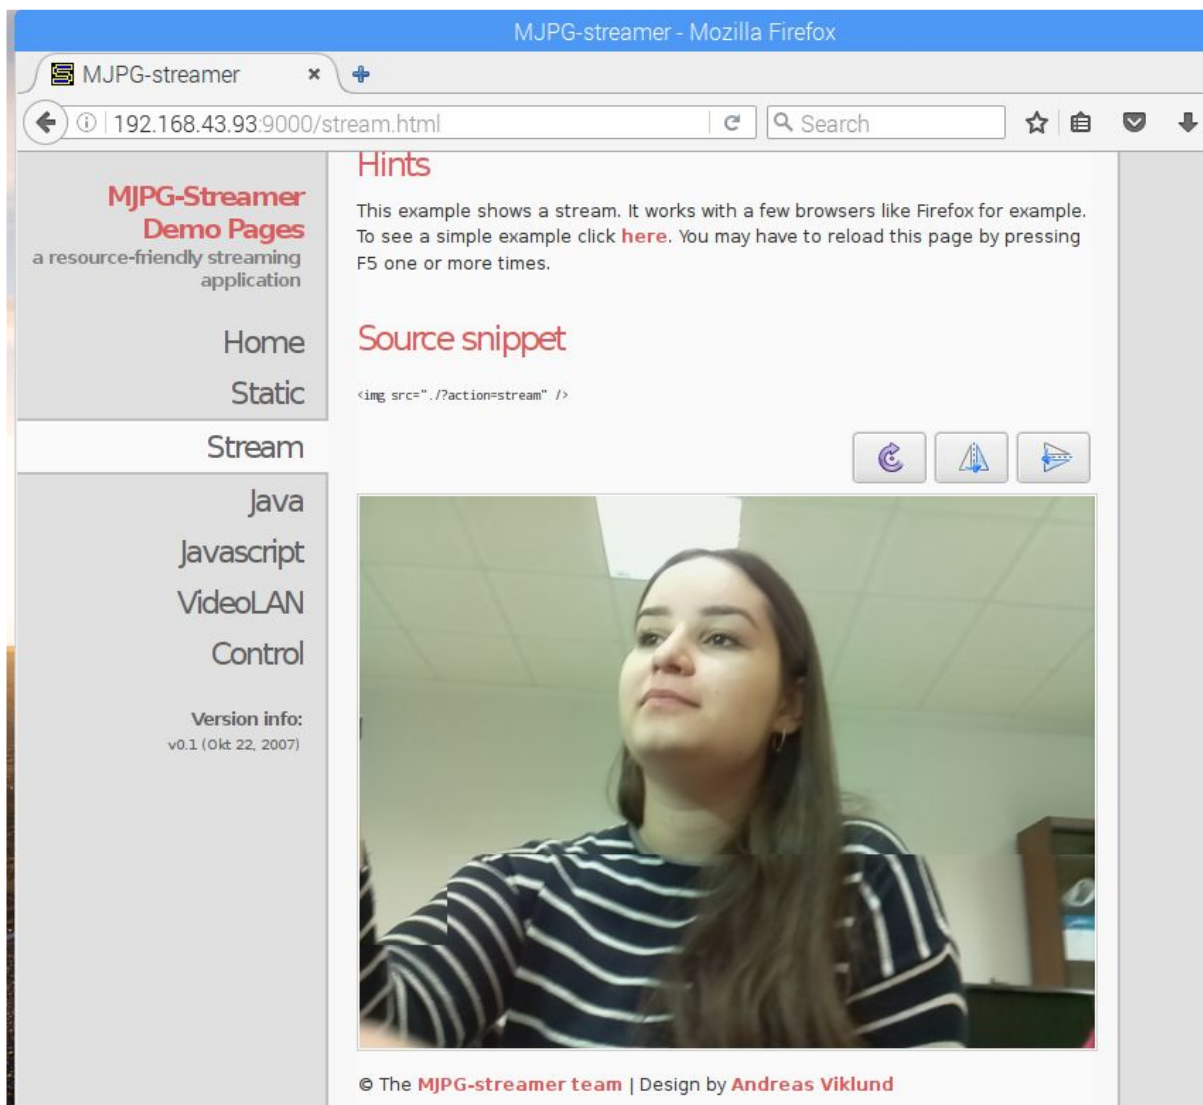 MJPG-streamer - Mozilla Firefox
MJPG-streamer
192.168.43.93:9000/stream.html
Search
MJPG-Streamer
Demo Pages
a resource-friendly streaming
application
Home
Static
Stream
Java
Javascript
VideoLAN
Control
Version info:
v0.1 (Okt 22, 2007)
Hints
This example shows a stream. It works with a few browsers like Firefox for example.
To see a simple example click here. You may have to reload this page by pressing
F5 one or more times.
Source snippet
<img src="./?action=stream" />
© The MJPG-streamer team | Design by Andreas Viklund